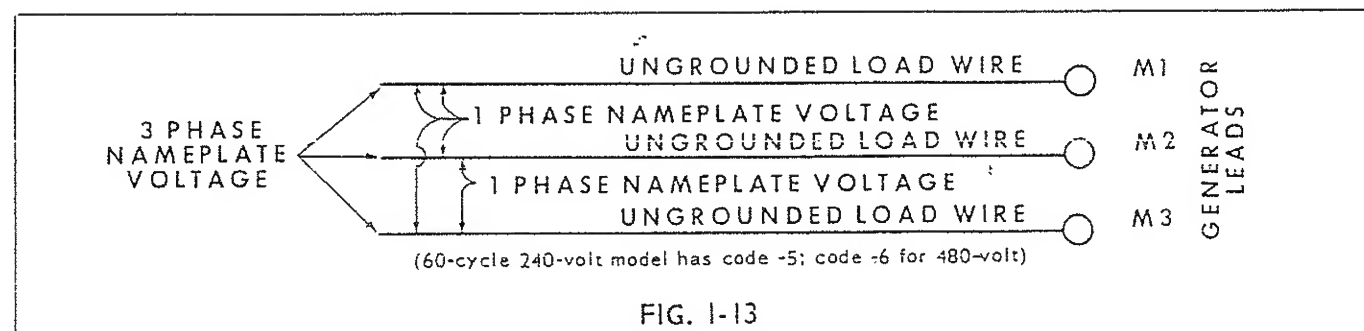 UNGROUNDED LOAD WIRE
M1
1 PHASE NAMEPLATE VOLTAGE
3 PHASE
NAMEPLATE
VOLTAGE
UNGROUNDED LOAD WIRE
M2
1 PHASE NAMEPLATE VOLTAGE
UNGROUNDED LOAD WIRE
M3
GENERATOR
LEADS
(60-cycle 240-volt model has code -5; code -6 for 480-volt)
FIG. 1-13